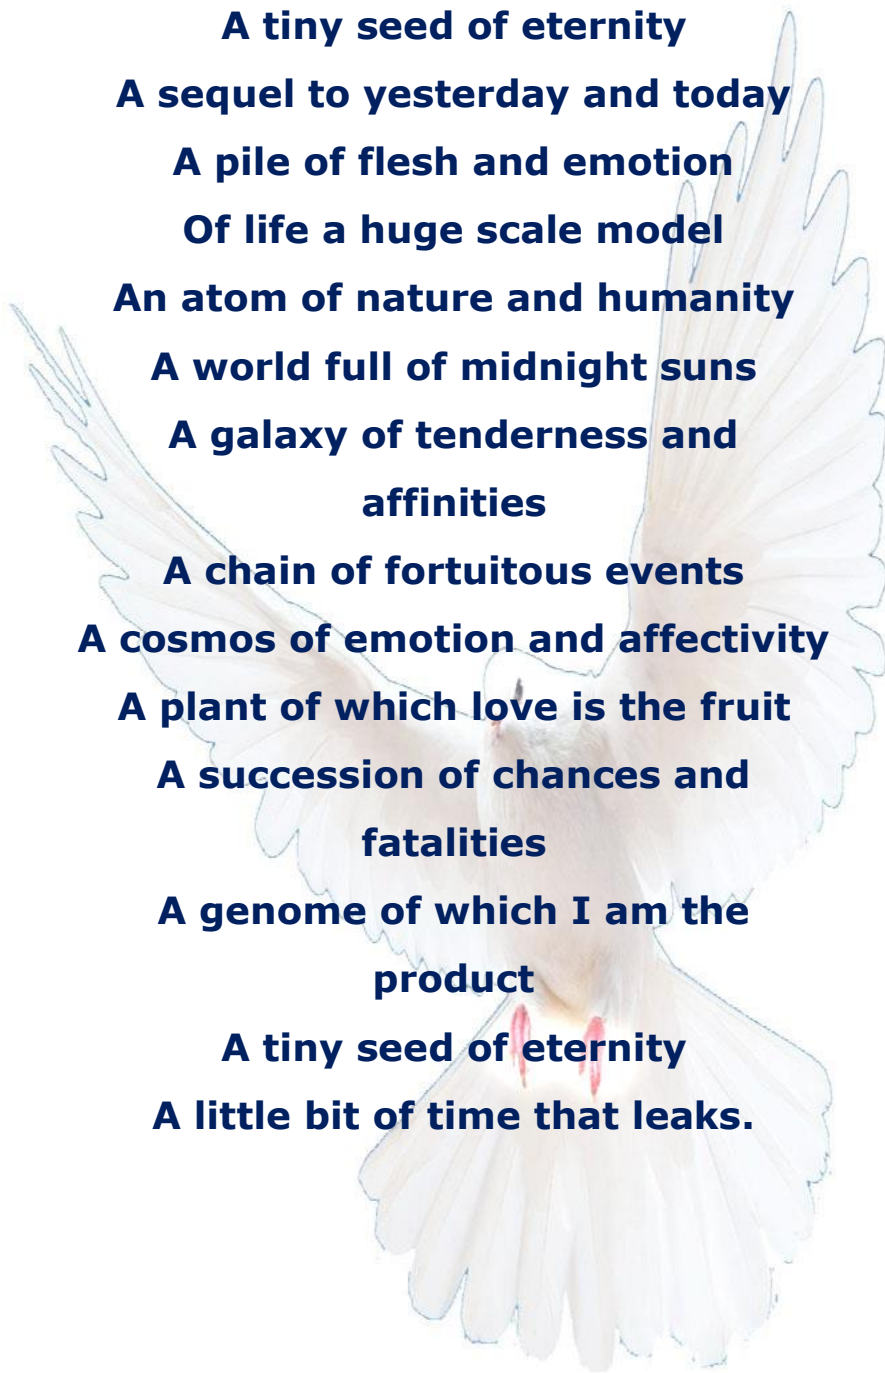 A tiny seed of eternity
A sequel to yesterday and today
A pile of flesh and emotion
Of life a huge scale model
An atom of nature and humanity
A world full of midnight suns
A galaxy of tenderness and
affinities
A chain of fortuitous events
A cosmos of emotion and affectivity
A plant of which love is the fruit
A succession of chances and
fatalities
A genome of which I am the
product
A tiny seed of eternity
A little bit of time that leaks.